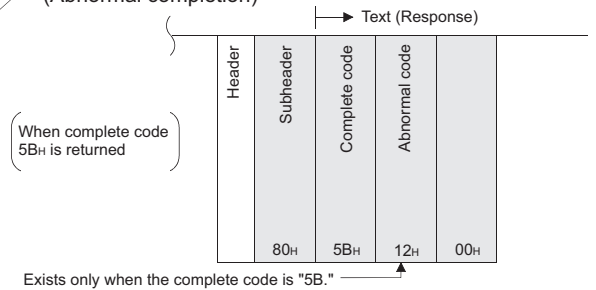 (Abnormal completion)
Text (Response)
Header
Subheader
Complete code
Abnormal code
When complete code
5BH is returned
80H
5BH
12H
00H
Exists only when the complete code is "5B."